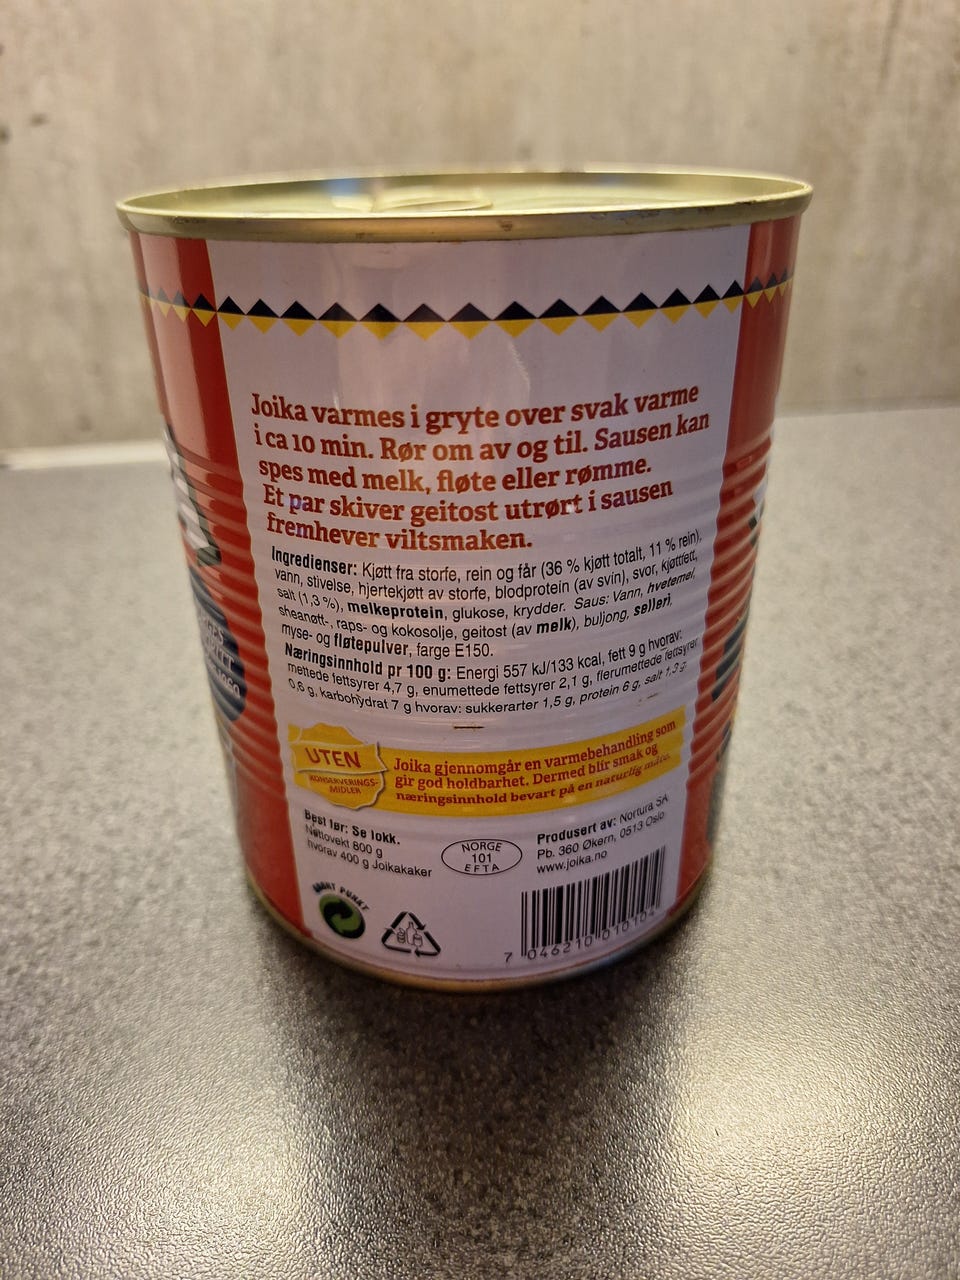 Joika varmes i gryte over svak varme
i ca 10 min. Rør om av og til. Sausen kan
spes med melk, fløte eller rømme.
Et par skiver geitost utrørt i sausen
fremhever viltsmaken.
Ingredienser: Kjøtt fra storfe, rein og får (36 % kjøtt totalt, 11 % rein),
vann, stivelse, hjertekjøtt av storfe, blodprotein (av svin), svor, kjøttfett,
salt (1,3 %), melkeprotein, glukose, krydder. Saus: Vann, hvetemel,
sheanøtt-, raps- og kokosolje, geitost (av melk), buljong, selleri,
myse- og fløtepulver, farge E150.
Næringsinnhold pr 100 g: Energi 557 kJ/133 kcal, fett 9 g hvorav:
mettede fettsyrer 4,7 g, enumettede fettsyrer 2,1 g, flerumettede fettsyrer
0,6 g, karbohydrat 7 g hvorav: sukkerarter 1,5 g, protein 6 g, salt 1,3 g
UTEN
KONSERVERINGS-
MIDLER
Joika gjennomgår en varmebehandling som
gir god holdbarhet. Dermed blir smak og
næringsinnhold bevart på en naturlig måte.
Best før: Se lokk.
Nettovekt 800 g
hvorav 400 g Joikakaker
NORGE
101
EFTA
Produsert av: Nortura SA
Pb. 360 Økern, 0513 Oslo
www.joika.no
GRØNT PUNKT
7 046210 010104